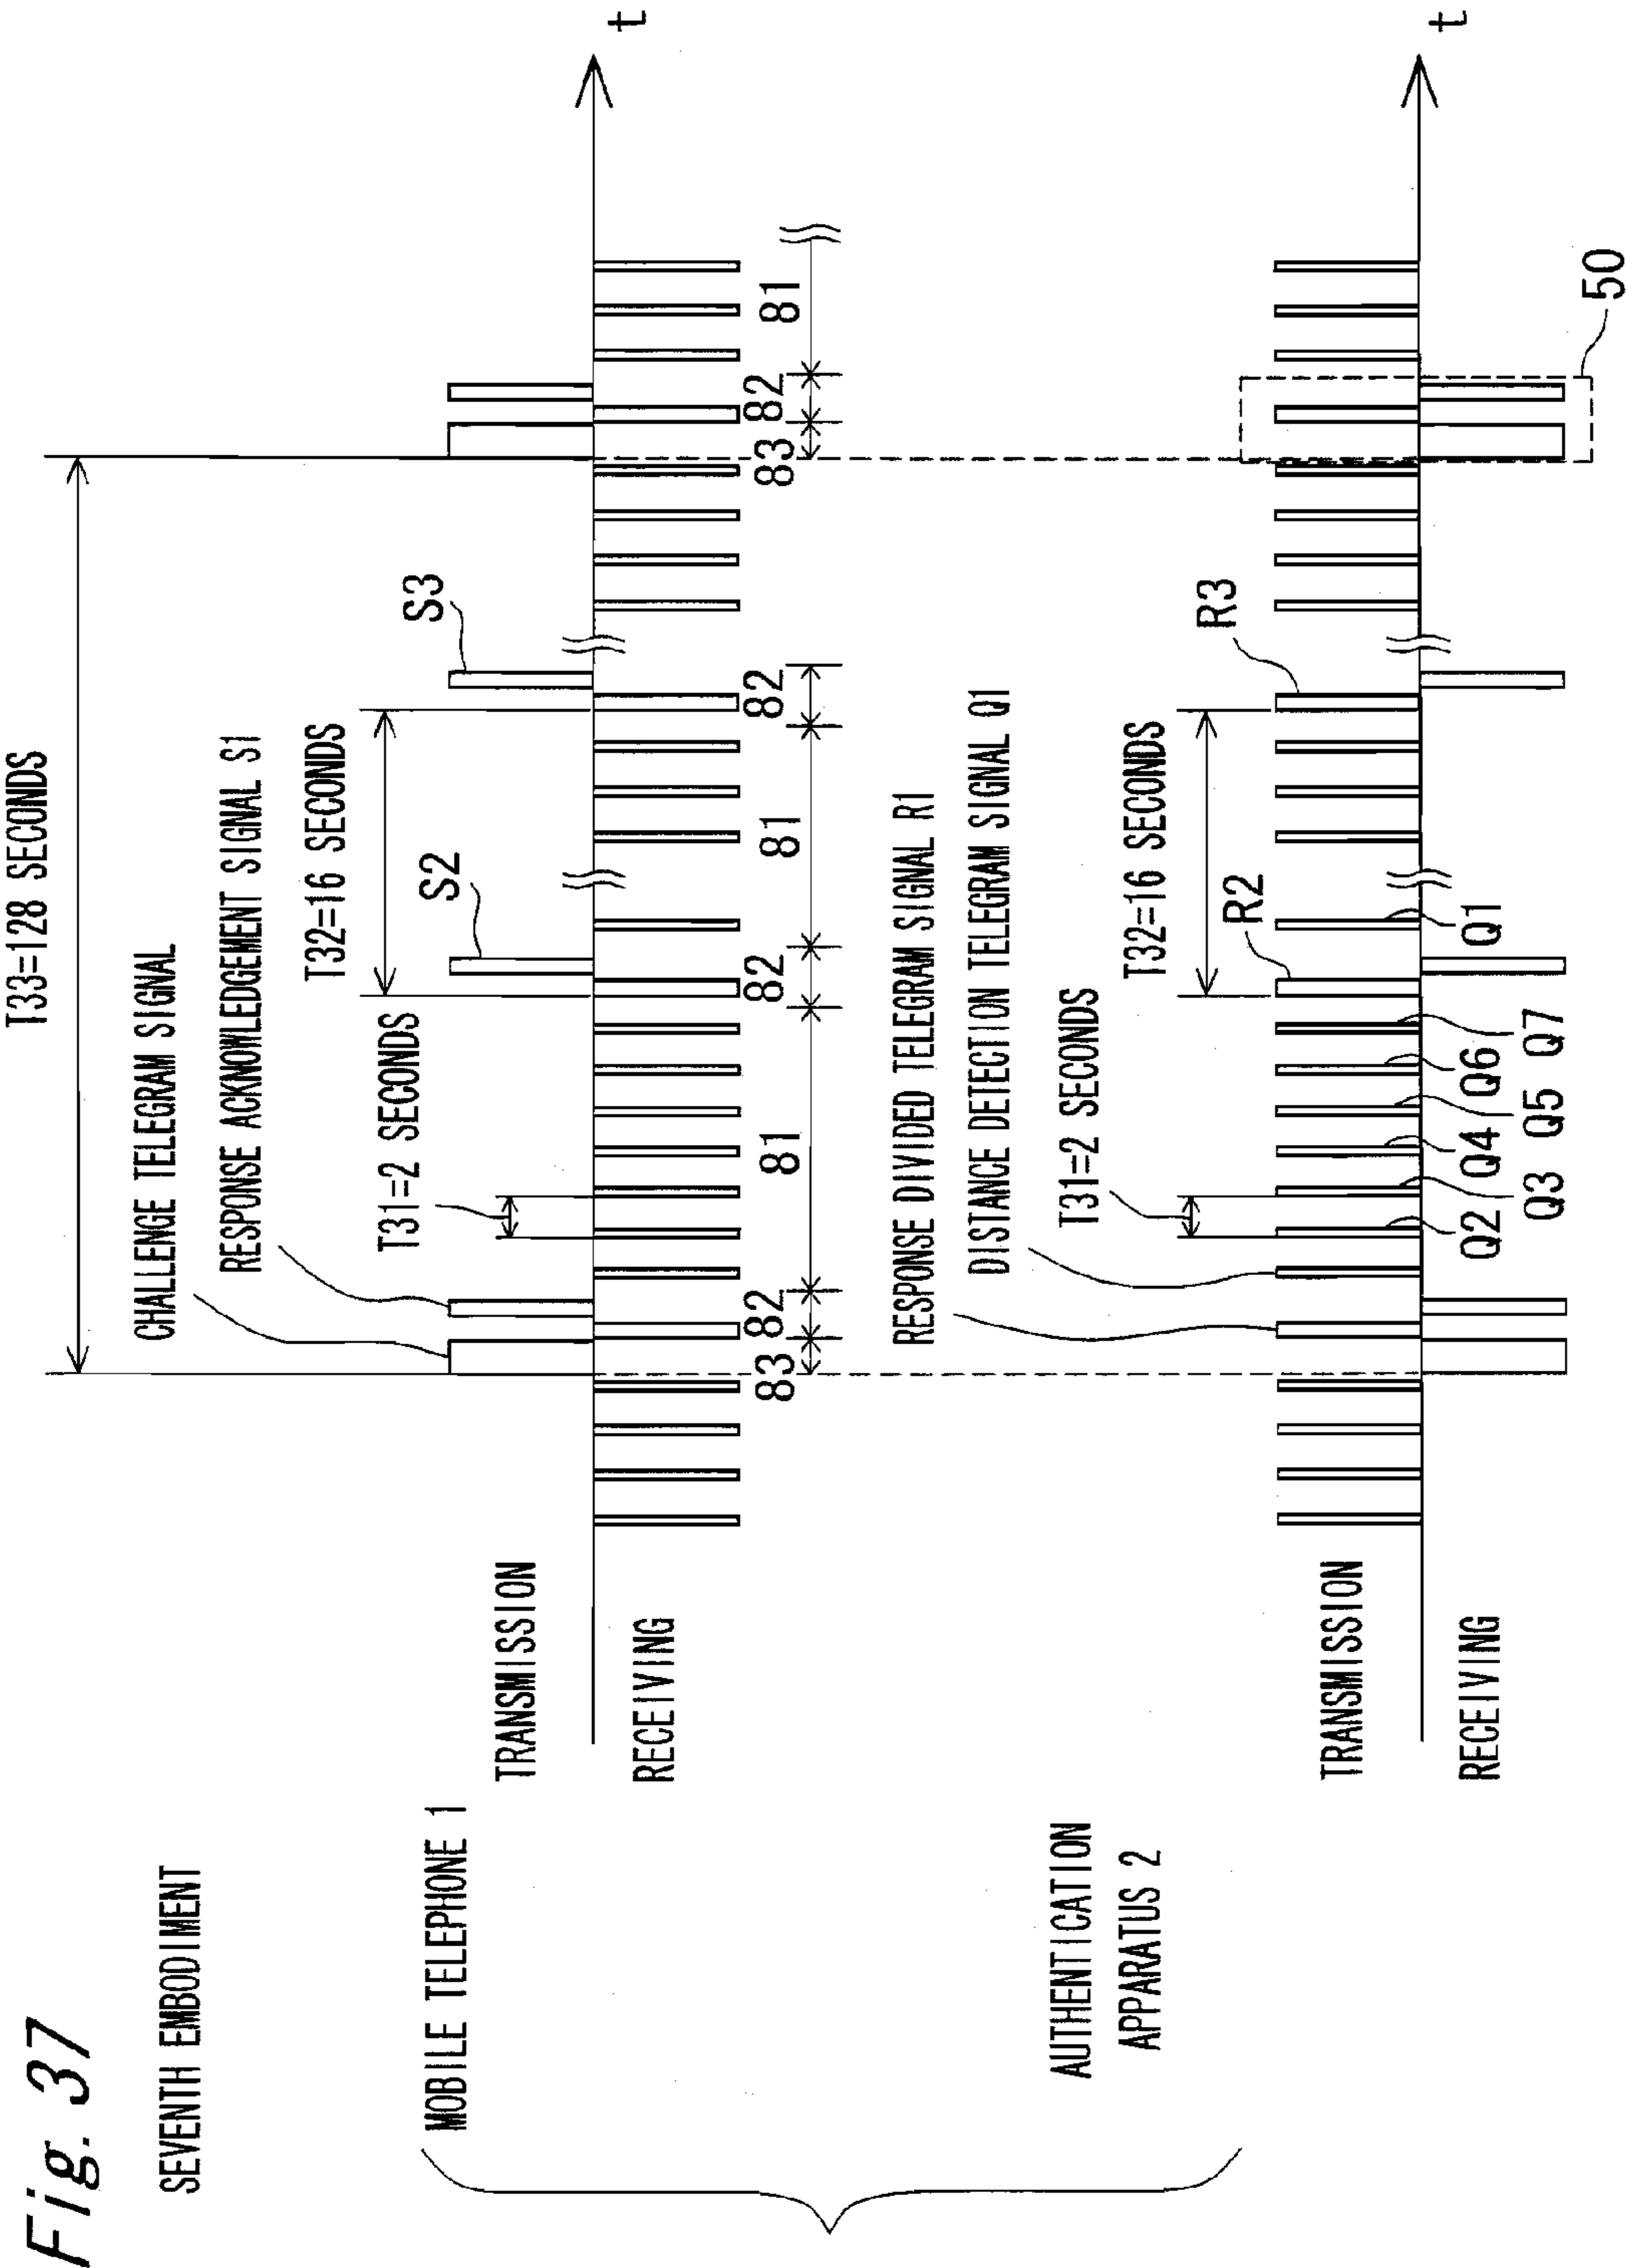 Fig. 37
SEVENTH EMBODIMENT
T33=128 SECONDS
CHALLENGE TELEGRAM SIGNAL
RESPONSE ACKNOWLEDGEMENT SIGNAL S1
T32=16 SECONDS
T31=2 SECONDS
S2
S3
MOBILE TELEPHONE 1
TRANSMISSION
RECEIVING
t
83
82
81
82
81
82
83
82
81
RESPONSE DIVIDED TELEGRAM SIGNAL R1
DISTANCE DETECTION TELEGRAM SIGNAL Q1
T31=2 SECONDS
T32=16 SECONDS
R2
R3
AUTHENTICATION
APPARATUS 2
TRANSMISSION
RECEIVING
t
Q2
Q3
Q4
Q5
Q6
Q7
Q1
50